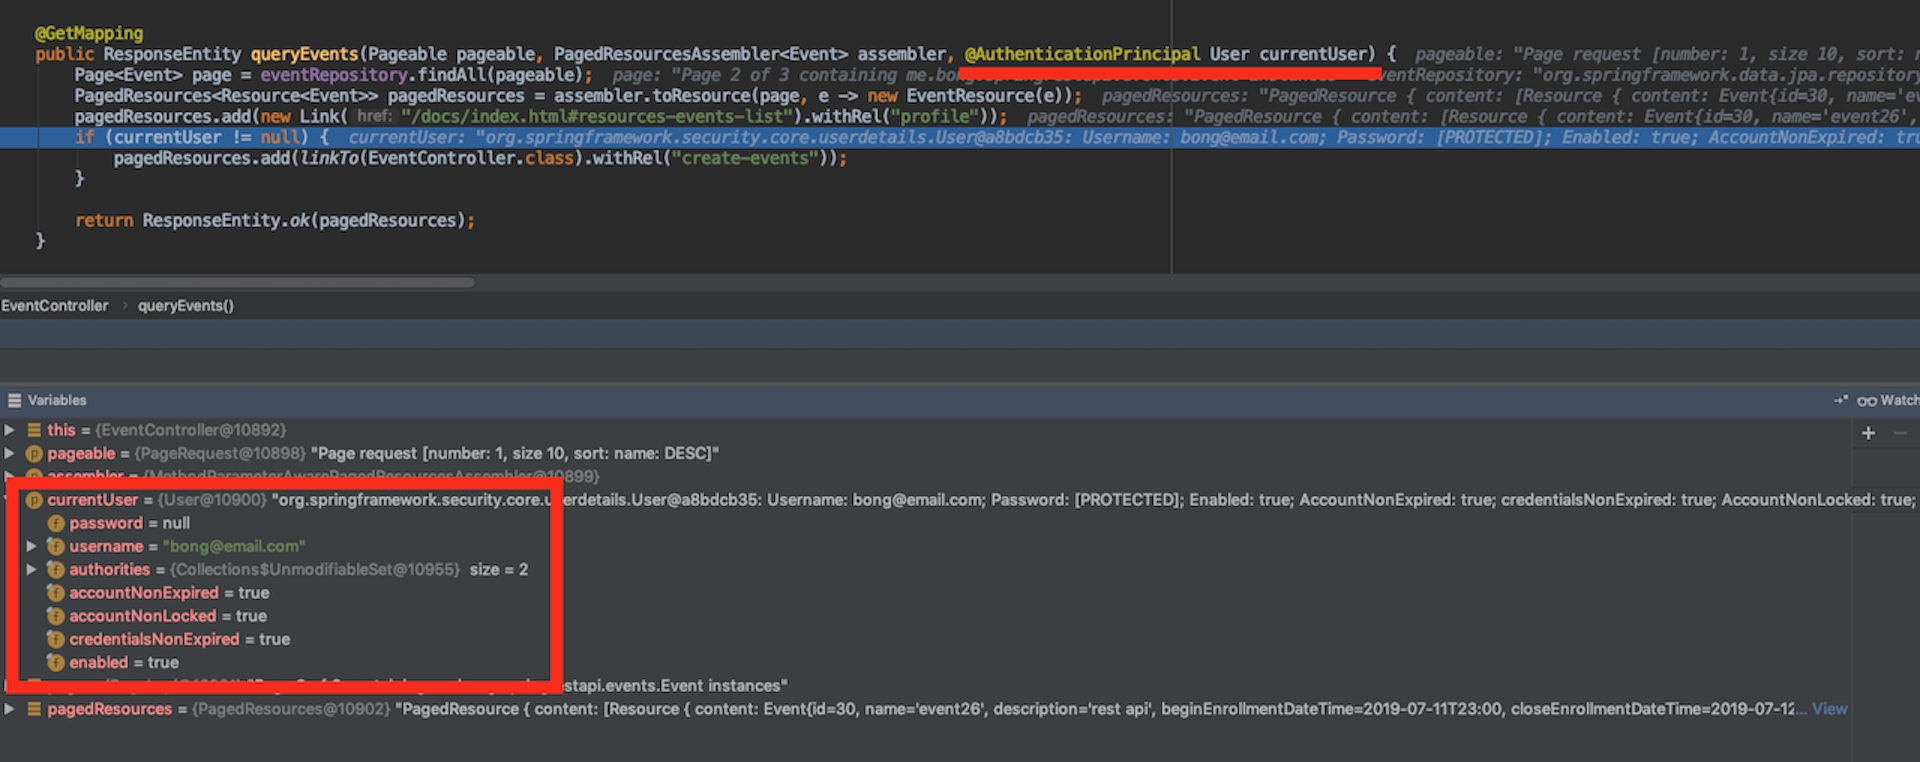 @GetMapping
public ResponseEntity queryEvents(Pageable pageable, PagedResourcesAssembler<Event> assembler, @AuthenticationPrincipal User currentUser) { pageable: "Page request [number: 1, size 10, sort: n
Page<Event> page = eventRepository.findAll(pageable); page: "Page 2 of 3 containing me.bon eventRepository: "org.springframework.data.jpa.repository
PagedResources<Resource<Event>> pagedResources = assembler.toResource(page, e -> new EventResource(e)); pagedResources: "PagedResource { content: [Resource { content: Event{id=30, name='ev
pagedResources.add(new Link( href: "/docs/index.html#resources-events-list").withRel("profile")); pagedResources: "PagedResource { content: [Resource { content: Event{id=30, name='event26',
if (currentUser != null) { currentUser: "org.springframework.security.core.userdetails.User@a8bdcb35: Username: bong@email.com; Password: [PROTECTED]; Enabled: true; AccountNonExpired: tru
pagedResources.add(linkTo(EventController.class).withRel("create-events"));
}
return ResponseEntity.ok(pagedResources);
}
EventController › queryEvents()
Variables
Watch
this = {EventController@10892}
pageable = {PageRequest@10898} "Page request [number: 1, size 10, sort: name: DESC]"
assembler = {MethodParameterAwarePagedResourcesAssembler@10899}
currentUser = {User@10900} "org.springframework.security.core.userdetails.User@a8bdcb35: Username: bong@email.com; Password: [PROTECTED]; Enabled: true; AccountNonExpired: true; credentialsNonExpired: true; AccountNonLocked: true;
password = null
username = "bong@email.com"
authorities = {Collections$UnmodifiableSet@10955} size = 2
accountNonExpired = true
accountNonLocked = true
credentialsNonExpired = true
enabled = true
estapi.events.Event instances"
pagedResources = {PagedResources@10902} "PagedResource { content: [Resource { content: Event{id=30, name='event26', description='rest api', beginEnrollmentDateTime=2019-07-11T23:00, closeEnrollmentDateTime=2019-07-12... View